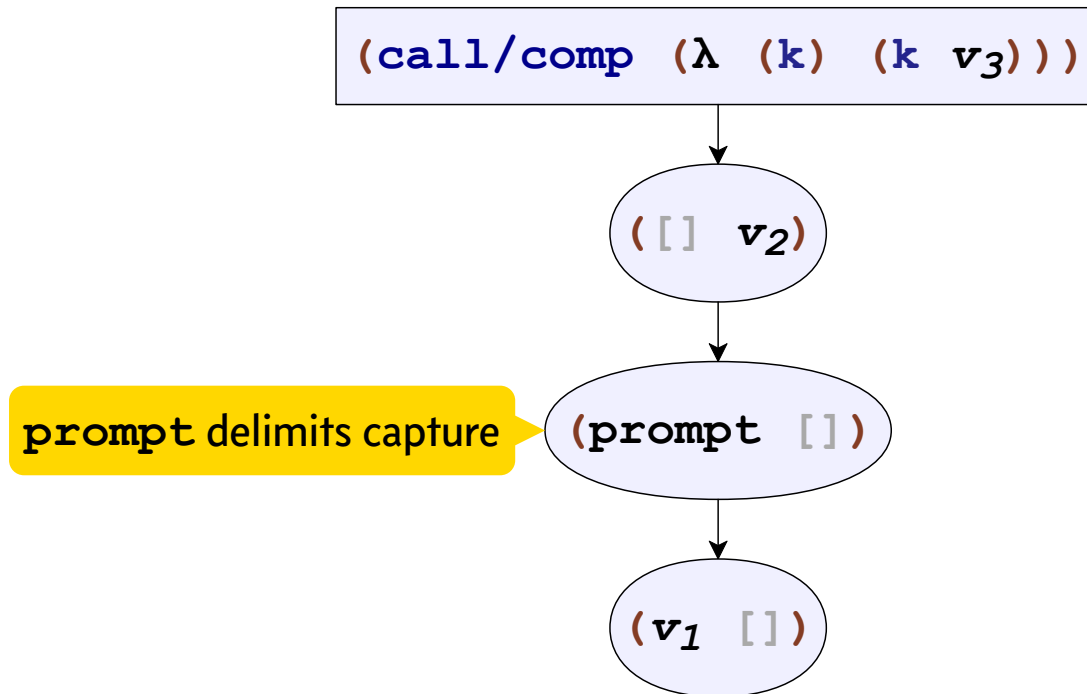 (call/comp (λ (k) (k v₃)))
([] v₂)
prompt delimits capture
(prompt [])
(v₁ [])